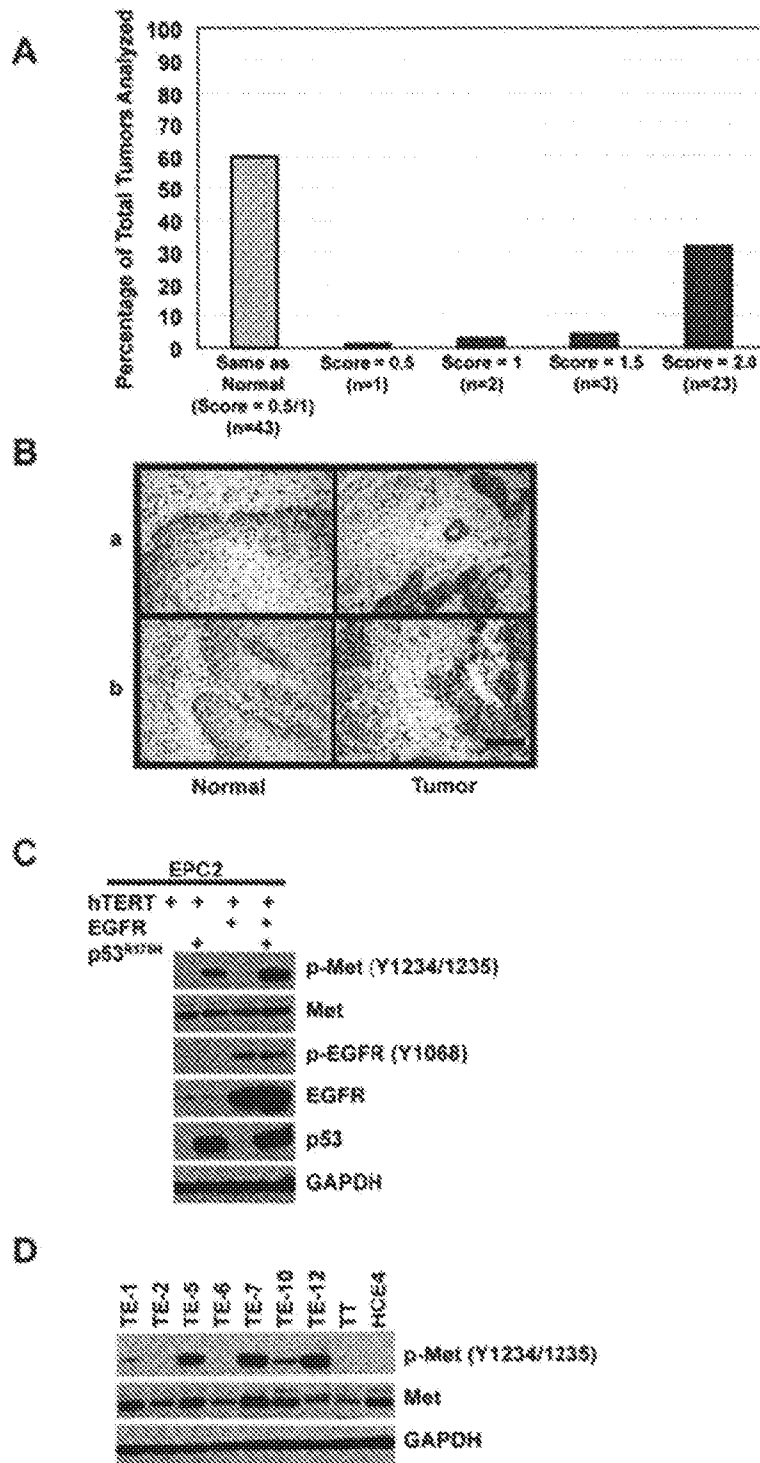 A
Percentage of Total Tumors Analyzed
100
90
80
70
60
50
40
30
20
10
0
Same as Normal (Score = 0.5/1) (n=43)
Score = 0.5 (n=1)
Score = 1 (n=2)
Score = 1.5 (n=3)
Score = 2.0 (n=23)
B
a
b
Normal
Tumor
C
EPC2
hTERT + + + +
EGFR + +
p53 + +
p-Met (Y1234/1235)
Met
p-EGFR (Y1068)
EGFR
p53
GAPDH
D
TE-1 TE-2 TE-5 TE-6 TE-7 TE-10 TE-12 TT HCE4
p-Met (Y1234/1235)
Met
GAPDH